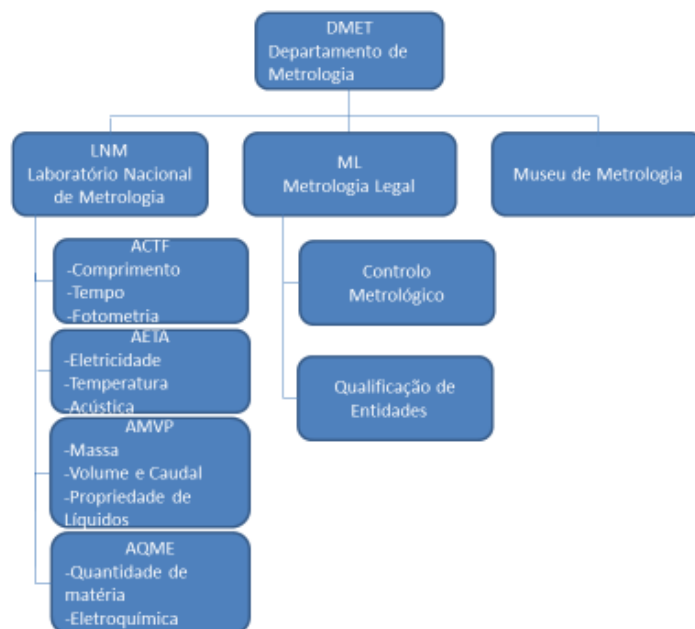 DMET
Departamento de
Metrologia
LNM
Laboratório Nacional
de Metrologia
ML
Metrologia Legal
Museu de Metrologia
ACTF
-Comprimento
-Tempo
-Fotometria
AETA
-Eletricidade
-Temperatura
-Acústica
AMVP
-Massa
-Volume e Caudal
-Propriedade de
Líquidos
AQME
-Quantidade de
matéria
-Eletroquímica
Controlo
Metrológico
Qualificação de
Entidades